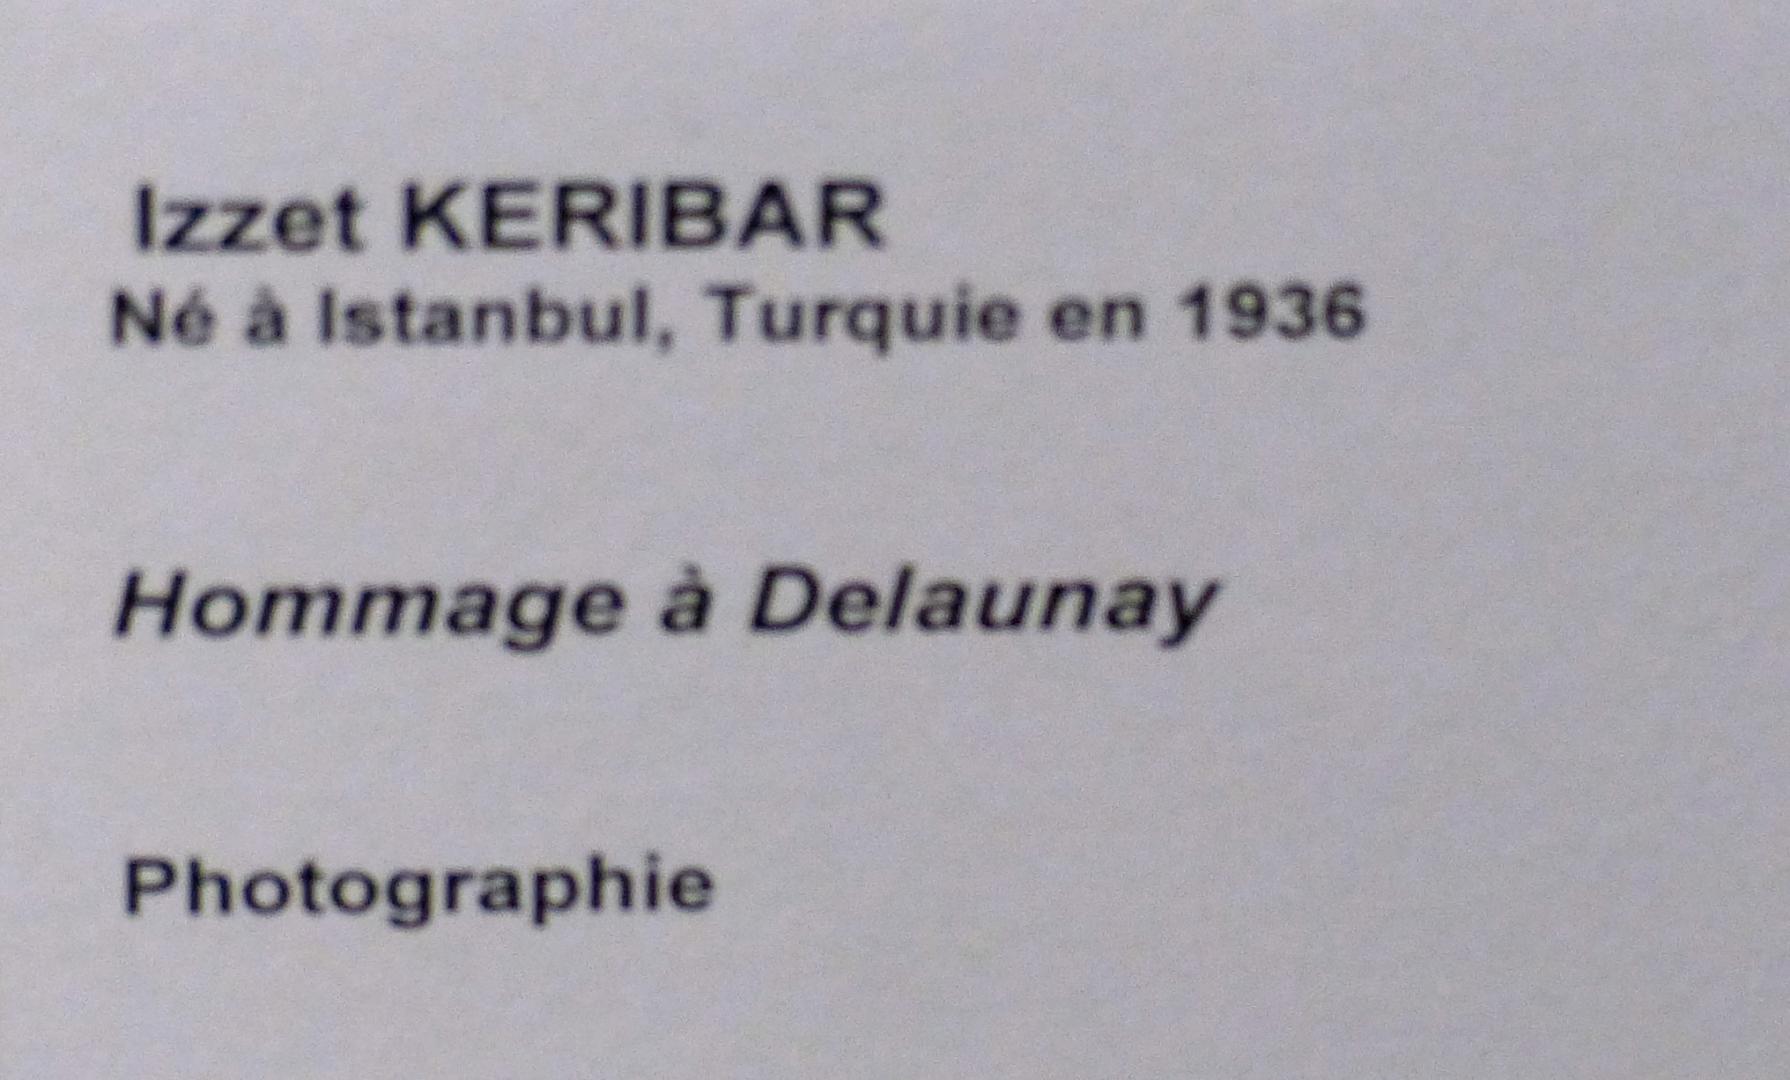 Izzet KERIBAR
Né à Istanbul, Turquie en 1936
Hommage à Delaunay
Photographie